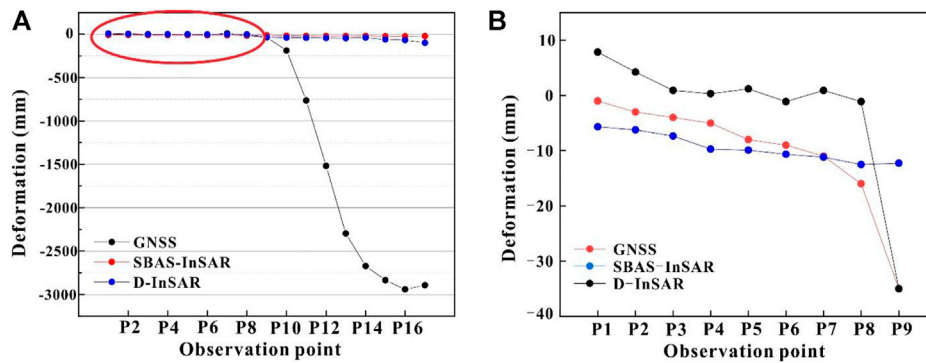 A
0
-500
-1000
-1500
-2000
-2500
-3000
Deformation (mm)
GNSS
SBAS-InSAR
D-InSAR
P2 P4 P6 P8 P10 P12 P14 P16
Observation point
B
10
0
−10
−20
−30
−40
Deformation (mm)
GNSS
SBAS−InSAR
D−InSAR
P1 P2 P3 P4 P5 P6 P7 P8 P9
Observation point